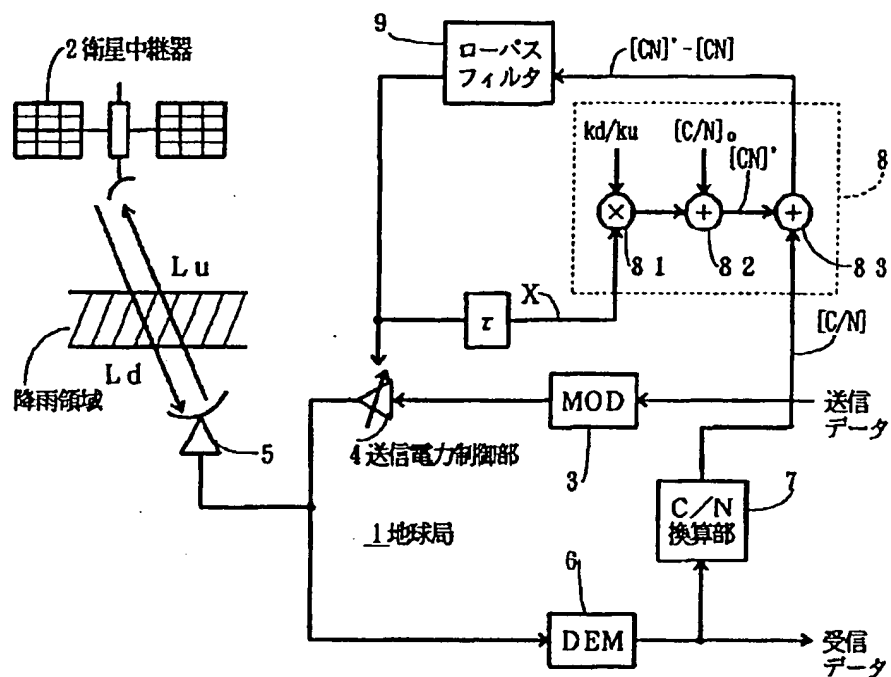 9
ローパス
フィルタ
[CN]'-[CN]
2衛星中継器
kd/ku
[C/N]₀
[CN]'
8
×
+
+
81
82
83
Lu
X
τ
[C/N]
Ld
降雨領域
MOD
送信
データ
5
4送信電力制御部
3
C/N
換算部
7
1地球局
6
DEM
受信
データ